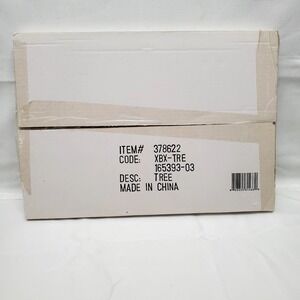 ITEM# 378622
CODE: XBX-TRE
165393-03
DESC: TREE
MADE IN CHINA